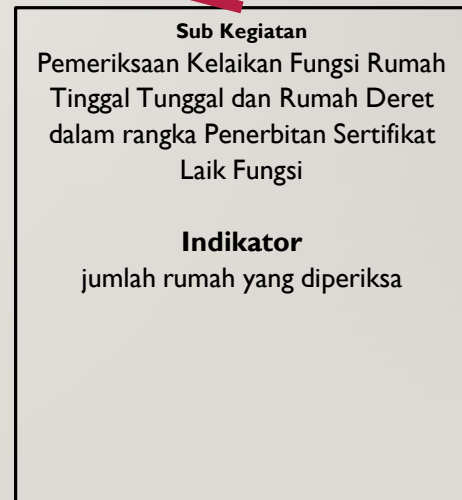 Sub Kegiatan
Pemeriksaan Kelaikan Fungsi Rumah
Tinggal Tunggal dan Rumah Deret
dalam rangka Penerbitan Sertifikat
Laik Fungsi
Indikator
jumlah rumah yang diperiksa